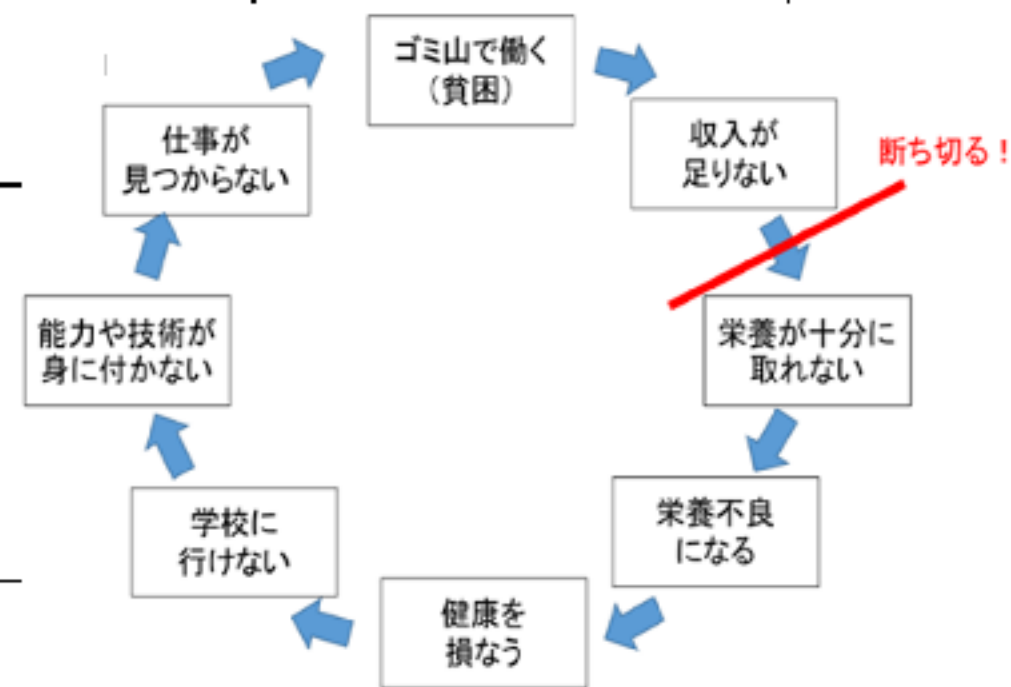 ゴミ山で働く
（貧困）
収入が
足りない
断ち切る！
栄養が十分に
取れない
栄養不良
になる
健康を
損なう
学校に
行けない
能力や技術が
身に付かない
仕事が
見つからない